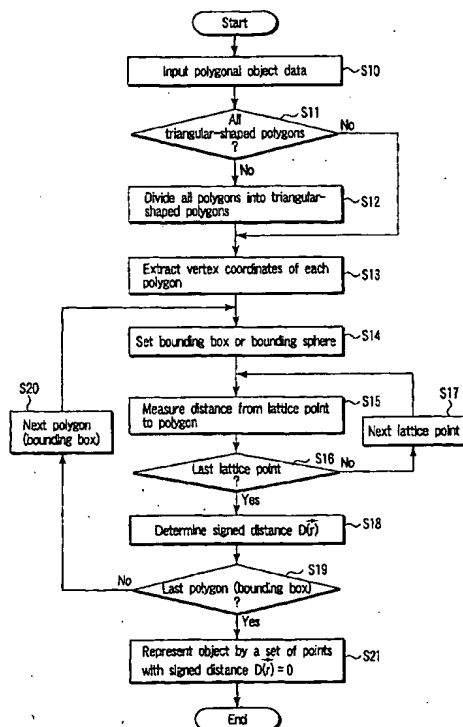 Start
Input polygonal object data
S10
All
triangular-shaped polygons
?
S11
No
No
Divide all polygons into triangular-
shaped polygons
S12
Extract vertex coordinates of each
polygon
S13
Set bounding box or bounding sphere
S14
S20
Next polygon
(bounding box)
Measure distance from lattice point
to polygon
S15
S17
Next lattice point
Last lattice point
?
S16
No
Yes
Determine signed distance D(r⃗)
S18
No
Last polygon (bounding box)
?
S19
Yes
Represent object by a set of points
with signed distance D(r⃗) = 0
S21
End